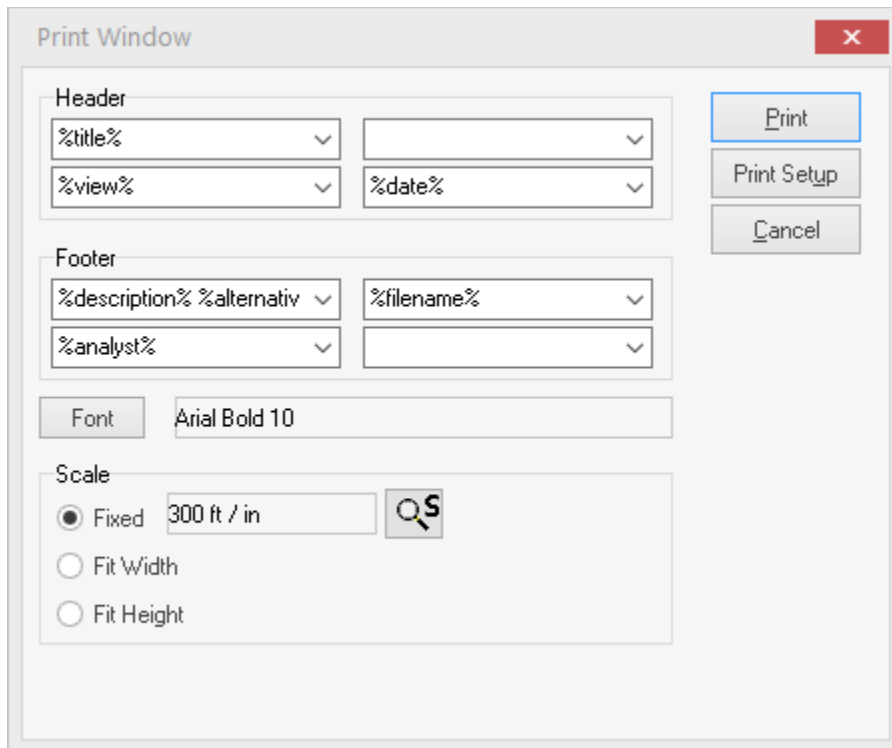 Print Window
Header
%title%
%view% %date%
Print
Print Setup
Cancel
Footer
%description% %alternativ %filename%
%analyst%
Font Arial Bold 10
Scale
Fixed 300 ft / in S
Fit Width
Fit Height